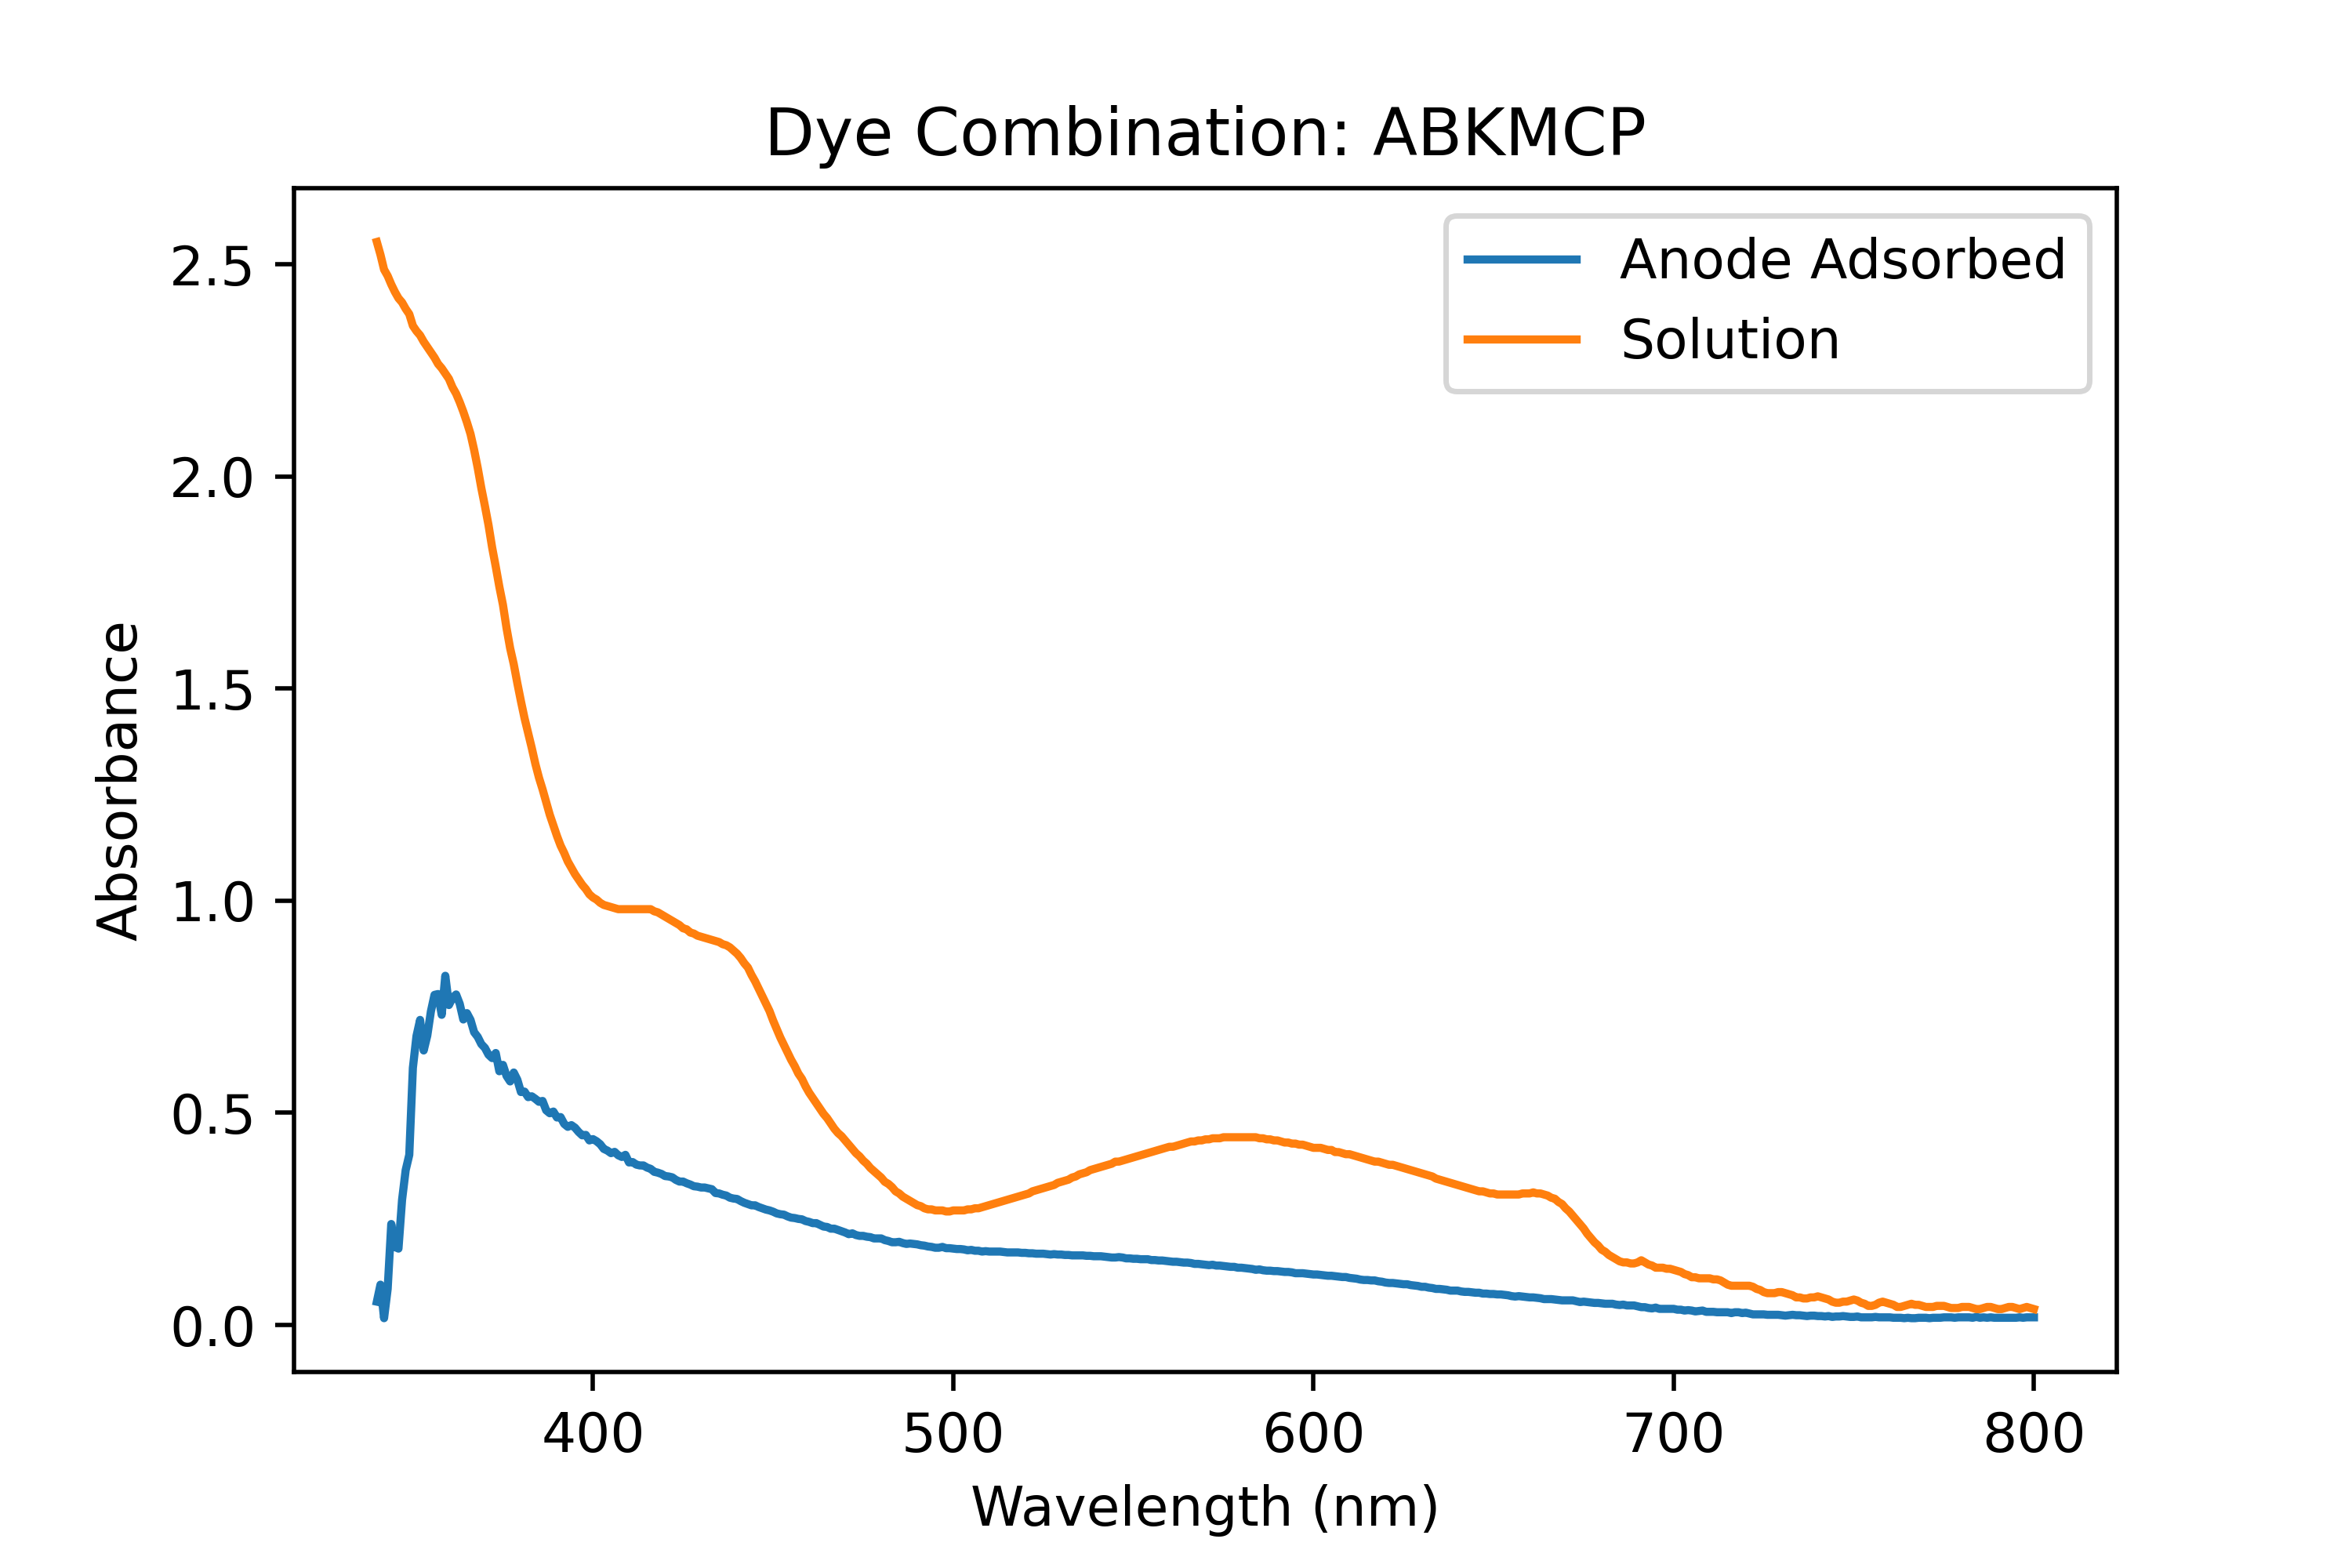 Dye Combination: ABKMCP
Anode Adsorbed
Solution
Absorbance
2.5
2.0
1.5
1.0
0.5
0.0
400 500 600 700 800
Wavelength (nm)